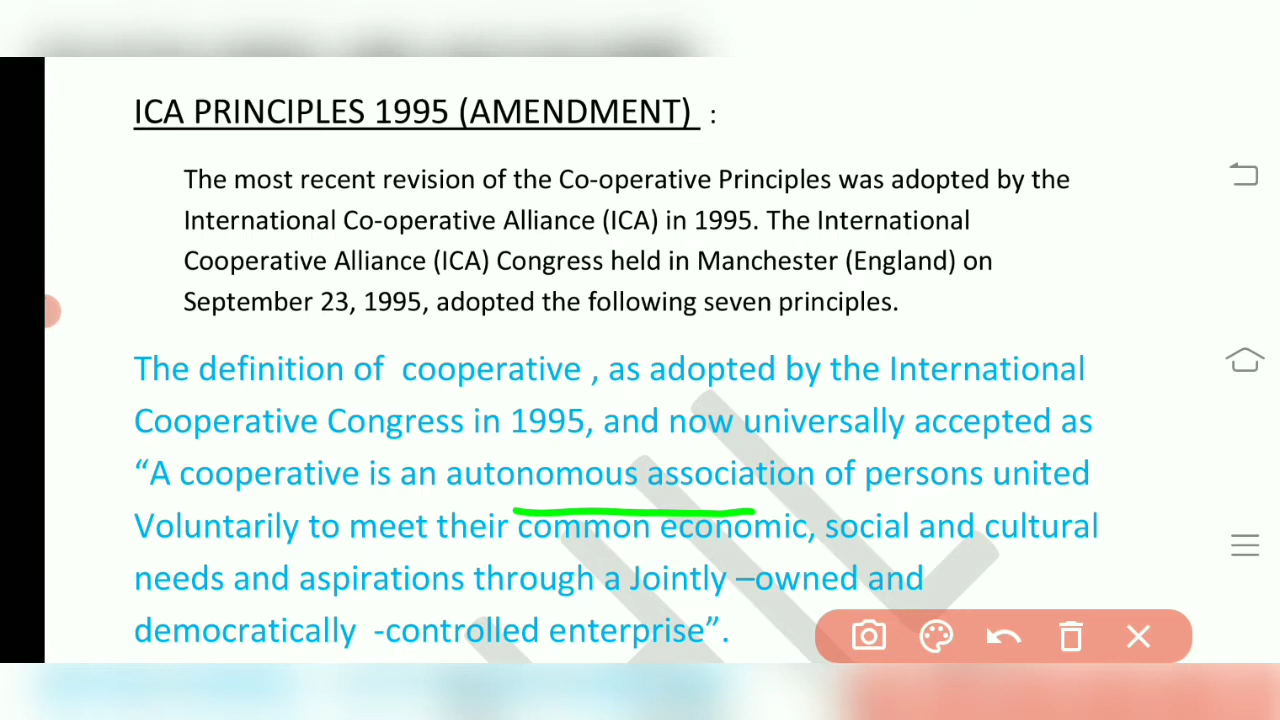 ICA PRINCIPLES 1995 (AMENDMENT) :
The most recent revision of the Co-operative Principles was adopted by the
International Co-operative Alliance (ICA) in 1995. The International
Cooperative Alliance (ICA) Congress held in Manchester (England) on
September 23, 1995, adopted the following seven principles.
The definition of cooperative , as adopted by the International
Cooperative Congress in 1995, and now universally accepted as
“A cooperative is an autonomous association of persons united
Voluntarily to meet their common economic, social and cultural
needs and aspirations through a Jointly –owned and
democratically -controlled enterprise”.